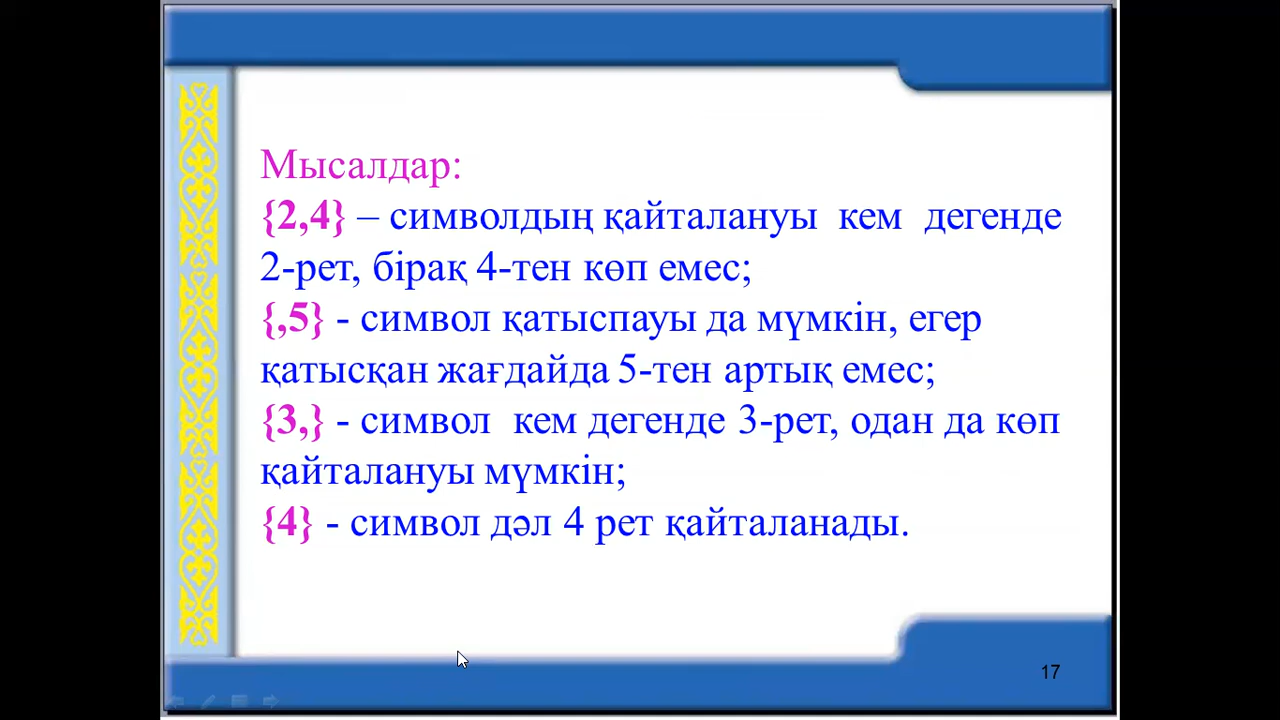 Мысалдар:
{2,4} – символдың қайталануы кем дегенде
2-рет, бірақ 4-тен көп емес;
{,5} - символ қатыспауы да мүмкін, егер
қатысқан жағдайда 5-тен артық емес;
{3,} - символ кем дегенде 3-рет, одан да көп
қайталануы мүмкін;
{4} - символ дәл 4 рет қайталанады.
17